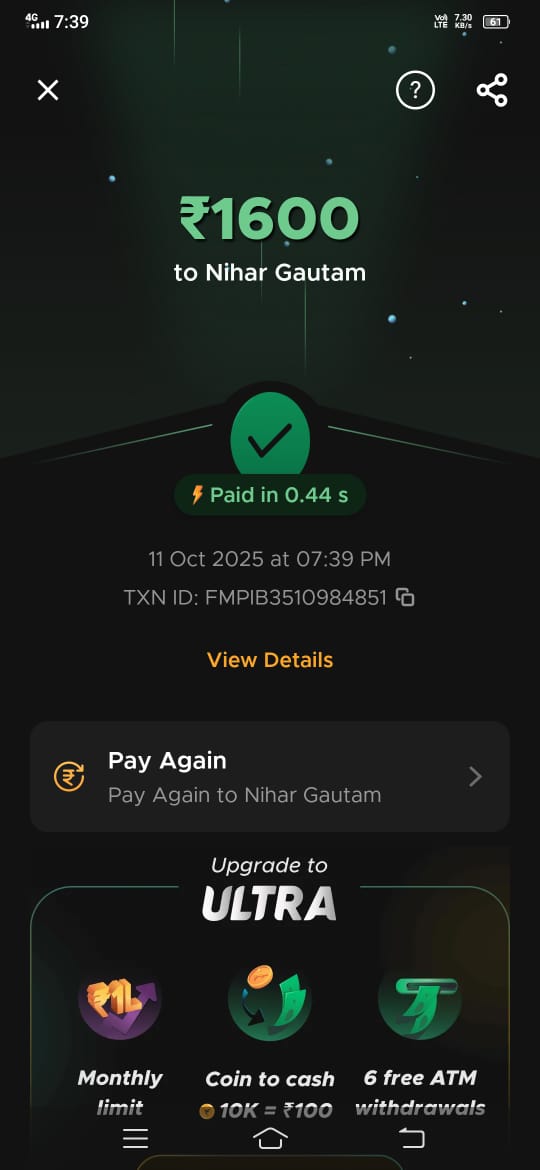 4G 7:39 Vo) LTE 7.30 KB/s 61
?
₹1600
to Nihar Gautam
Paid in 0.44 s
11 Oct 2025 at 07:39 PM
TXN ID: FMPIB3510984851
View Details
Pay Again
Pay Again to Nihar Gautam
Upgrade to
ULTRA
₹1L
Monthly
limit
Coin to cash
10K = ₹100
6 free ATM
withdrawals